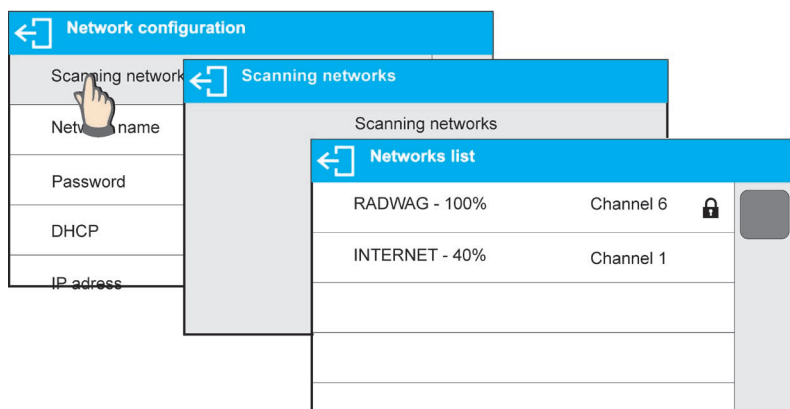 Network configuration
Scanning network
Network name
Password
DHCP
IP adress
Scanning networks
Scanning networks
Networks list
RADWAG - 100% Channel 6
INTERNET - 40% Channel 1